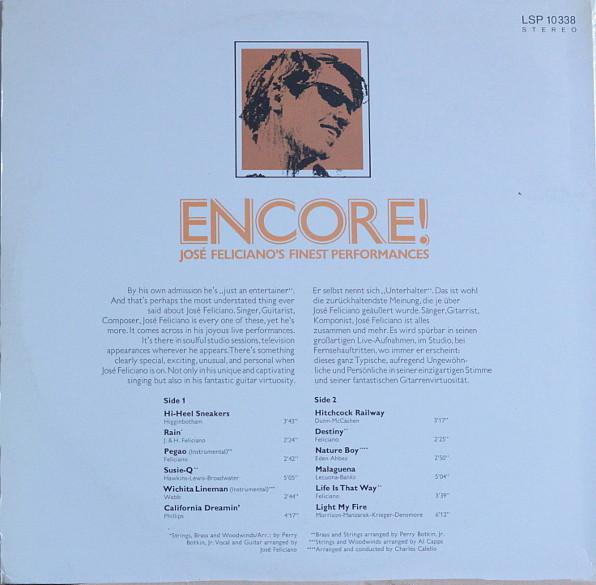 LSP 10338
STEREO
ENCORE!
JOSÉ FELICIANO'S FINEST PERFORMANCES
By his own admission he's „just an entertainer“.
And that's perhaps the most understated thing ever
said about José Feliciano. Singer, Guitarist,
Composer, José Feliciano is every one of these, yet he's
more. It comes across in his joyous live performances.
It's there in soulful studio sessions, television
appearances wherever he appears. There's something
clearly special, exciting, unusual, and personal when
José Feliciano is on. Not only in his unique and captivating
singing but also in his fantastic guitar virtuosity.
Er selbst nennt sich „Unterhalter“. Das ist wohl
die zurückhaltendste Meinung, die je über
José Feliciano geäußert wurde. Sänger, Gitarrist,
Komponist, José Feliciano ist alles
zusammen und mehr. Es wird spürbar in seinen
großartigen Live-Aufnahmen, im Studio, bei
Fernsehauftritten, wo immer er erscheint:
dieses ganz Typische, aufregend Ungewöhn-
liche und Persönliche in seiner einzigartigen Stimme
und seiner fantastischen Gitarrenvirtuosität.
Side 1
Hi-Heel Sneakers
Higginbotham 3'43"
Rain*
J. & H. Feliciano 2'24"
Pegao (Instrumental)**
Feliciano 2'42"
Susie-Q**
Hawkins-Lewis-Broadwater 5'05"
Wichita Lineman (Instrumental)***
Webb 2'44"
California Dreamin'
Phillips 4'17"
Side 2
Hitchcock Railway
Dunn-McCashen 3'17"
Destiny**
Feliciano 2'25"
Nature Boy****
Eden Ahbez 2'50"
Malaguena
Lecuona-Banks 5'04"
Life Is That Way**
Feliciano 3'39"
Light My Fire
Morrison-Manzarek-Krieger-Densmore 6'12"
*Strings, Bass and Woodwinds/Arr.: by Perry
Botkin, Jr. Vocal and Guitar arranged by
José Feliciano
**Brass and Strings arranged by Perry Botkin, Jr.
***Strings and Woodwinds arranged by Al Capps
****Arranged and conducted by Charles Calello